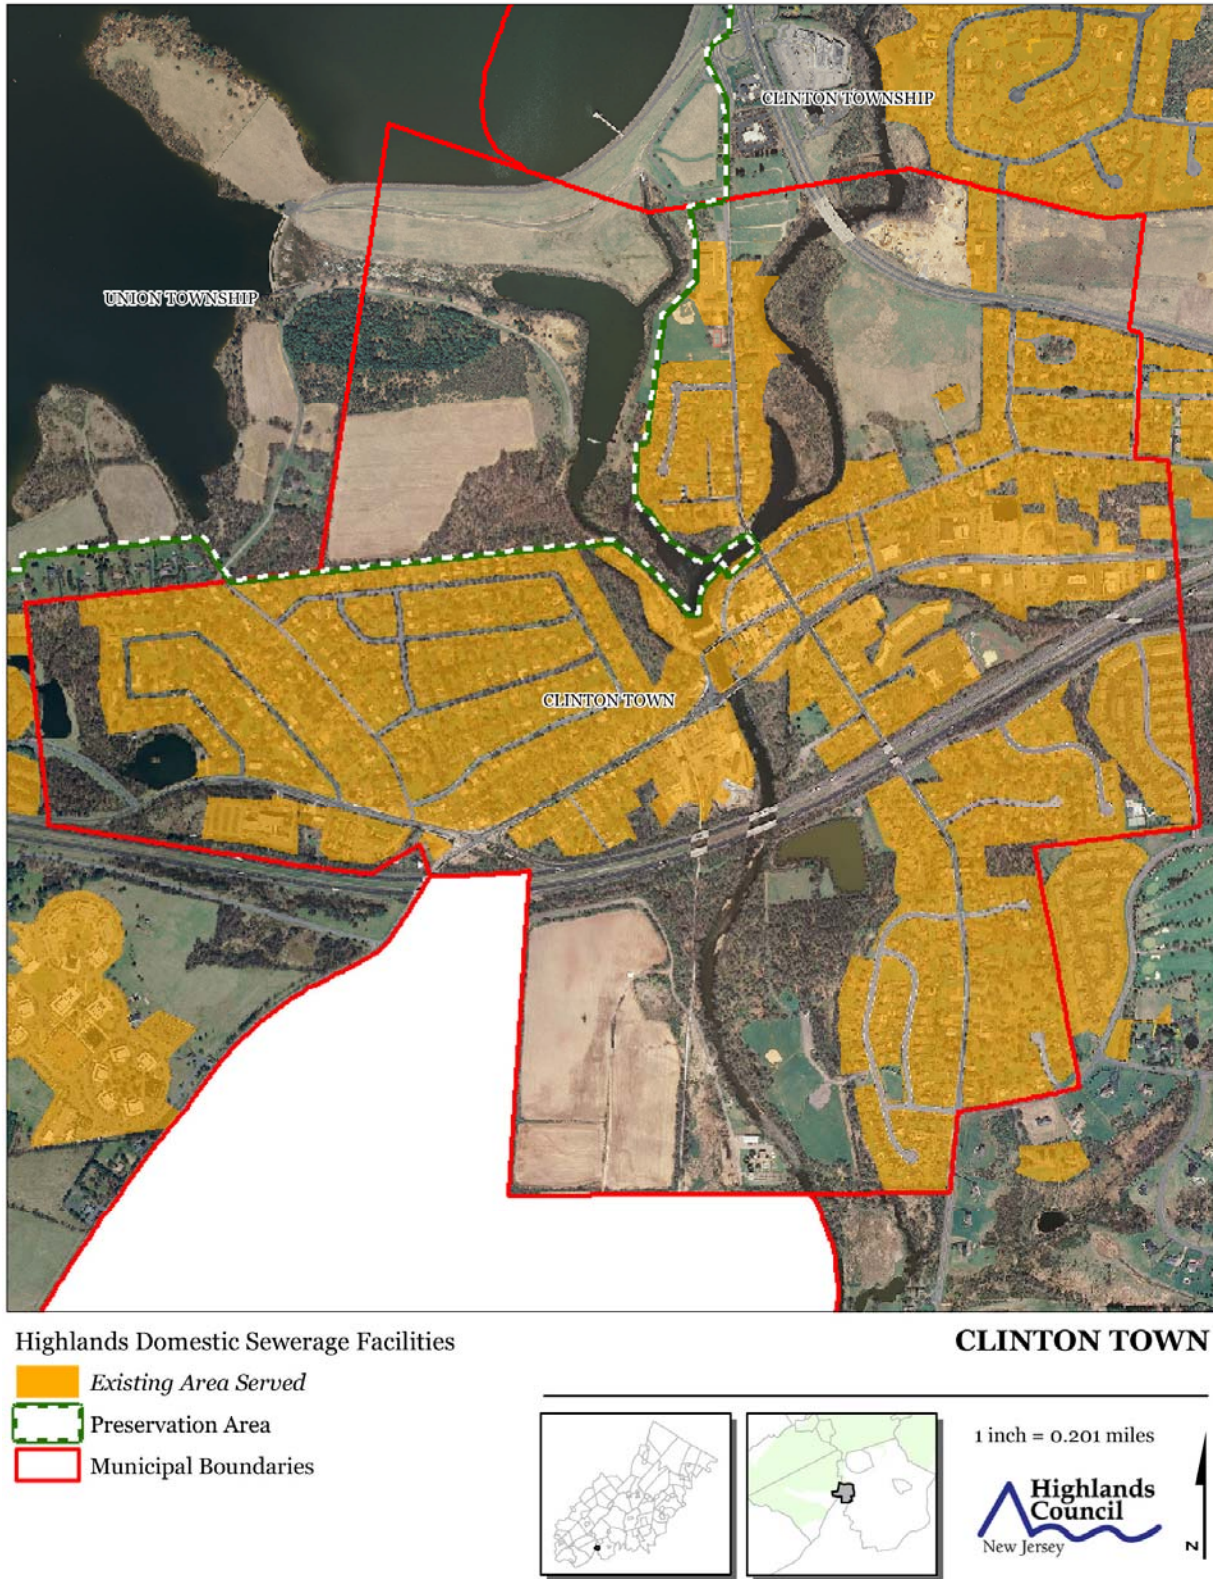 CLINTON TOWNSHIP
UNION TOWNSHIP
CLINTON TOWN
Highlands Domestic Sewerage Facilities
Existing Area Served
Preservation Area
Municipal Boundaries
CLINTON TOWN
1 inch = 0.201 miles
Highlands
Council
New Jersey
N